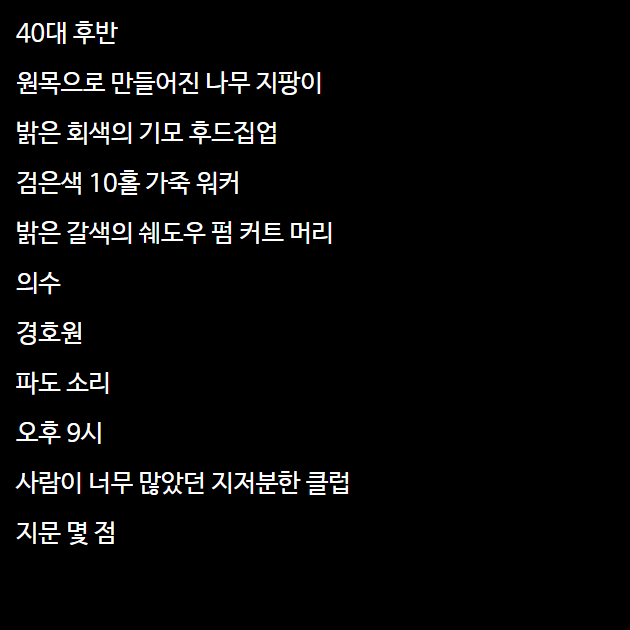 40대 후반
원목으로 만들어진 나무 지팡이
밝은 회색의 기모 후드집업
검은색 10홀 가죽 워커
밝은 갈색의 쉐도우 펌 커트 머리
의수
경호원
파도 소리
오후 9시
사람이 너무 많았던 지저분한 클럽
지문 몇 점